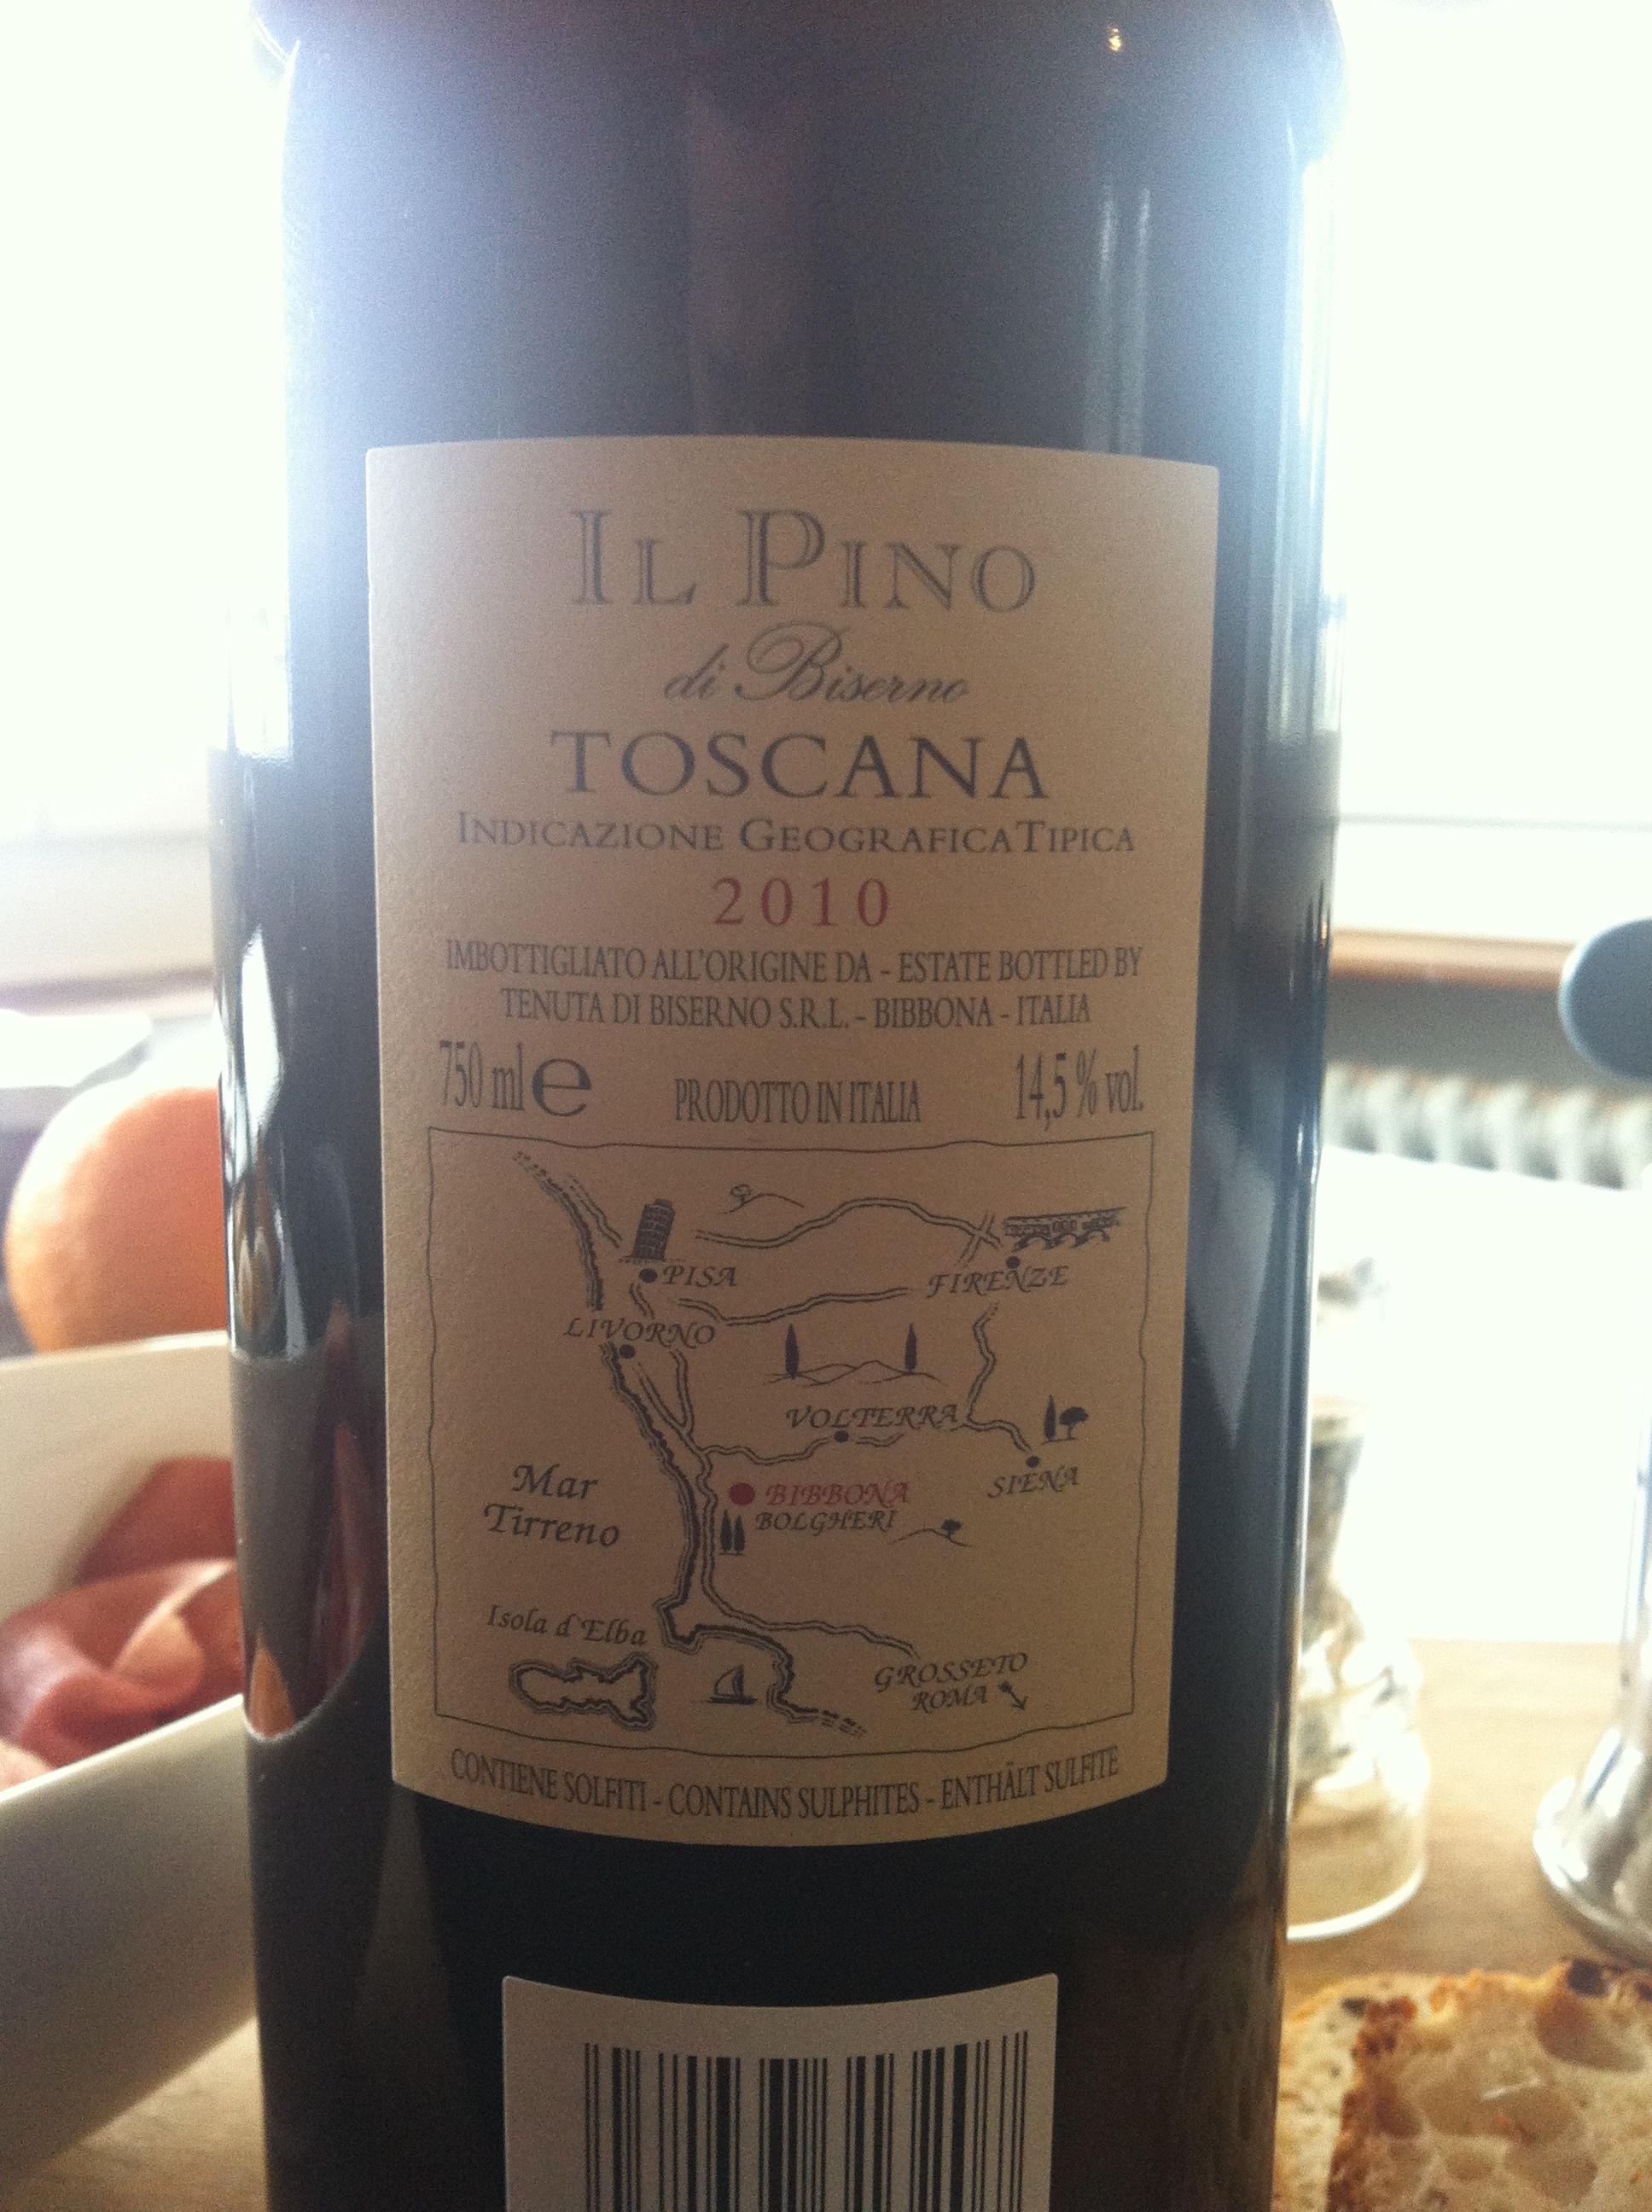 IL PINO
di Biserno
TOSCANA
INDICAZIONE GEOGRAFICA TIPICA
2010
IMBOTTIGLIATO ALL'ORIGINE DA - ESTATE BOTTLED BY
TENUTA DI BISERNO S.R.L. - BIBBONA - ITALIA
750 ml e PRODOTTO IN ITALIA 14,5 % vol.
PISA
FIRENZE
LIVORNO
VOLTERRA
SIENA
Mar
Tirreno
BIBBONA
BOLGHERI
Isola d'Elba
GROSSETO
ROMA
CONTIENE SOLFITI - CONTAINS SULPHITES - ENTHÄLT SULFITE